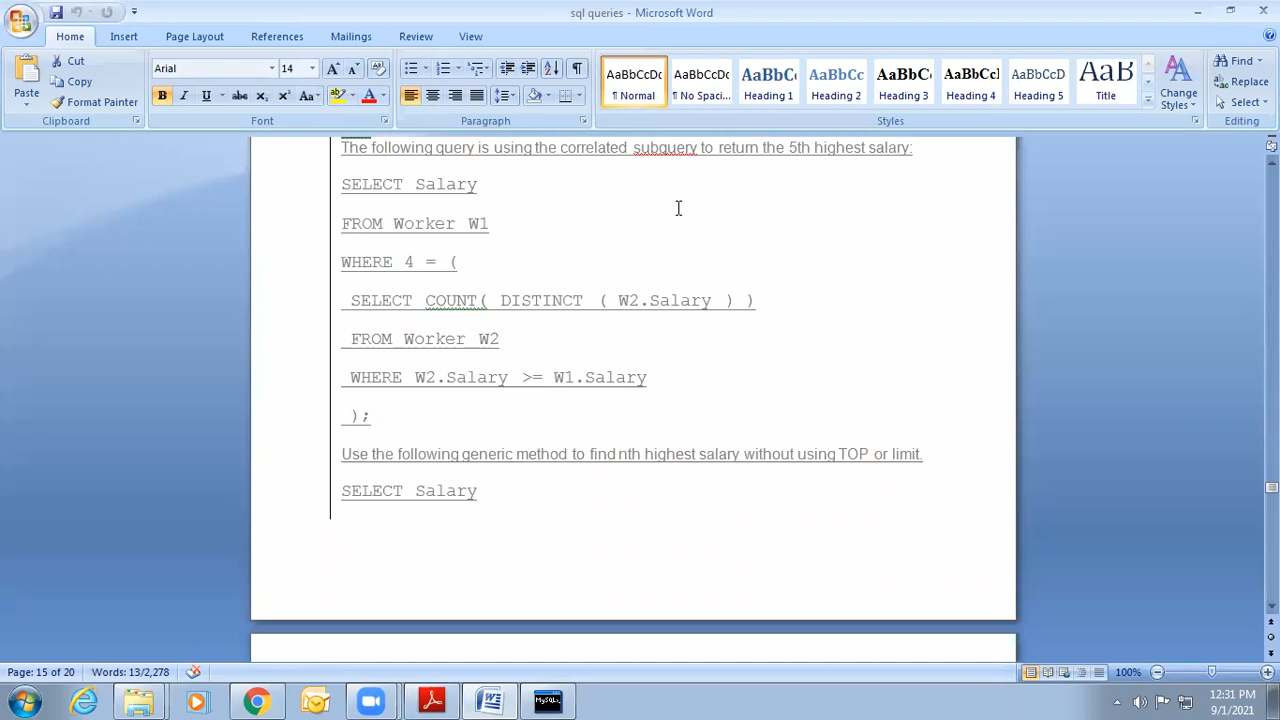 sql queries - Microsoft Word
Home Insert Page Layout References Mailings Review View
Paste
Cut
Copy
Format Painter
Clipboard
Arial 14
Font
Paragraph
AaBbCcDc AaBbCcDc AaBbC AaBbCc AaBbC AaBbCcI AaBbCcD AaB
¶ Normal ¶ No Spaci... Heading 1 Heading 2 Heading 3 Heading 4 Heading 5 Title
Change Styles
Styles
Find
Replace
Select
Editing
The following query is using the correlated subquery to return the 5th highest salary:
SELECT Salary
FROM Worker W1
WHERE 4 = (
SELECT COUNT( DISTINCT ( W2.Salary ) )
FROM Worker W2
WHERE W2.Salary >= W1.Salary
);
Use the following generic method to find nth highest salary without using TOP or limit.
SELECT Salary
Page: 15 of 20 Words: 13/2,278 100%
12:31 PM
9/1/2021